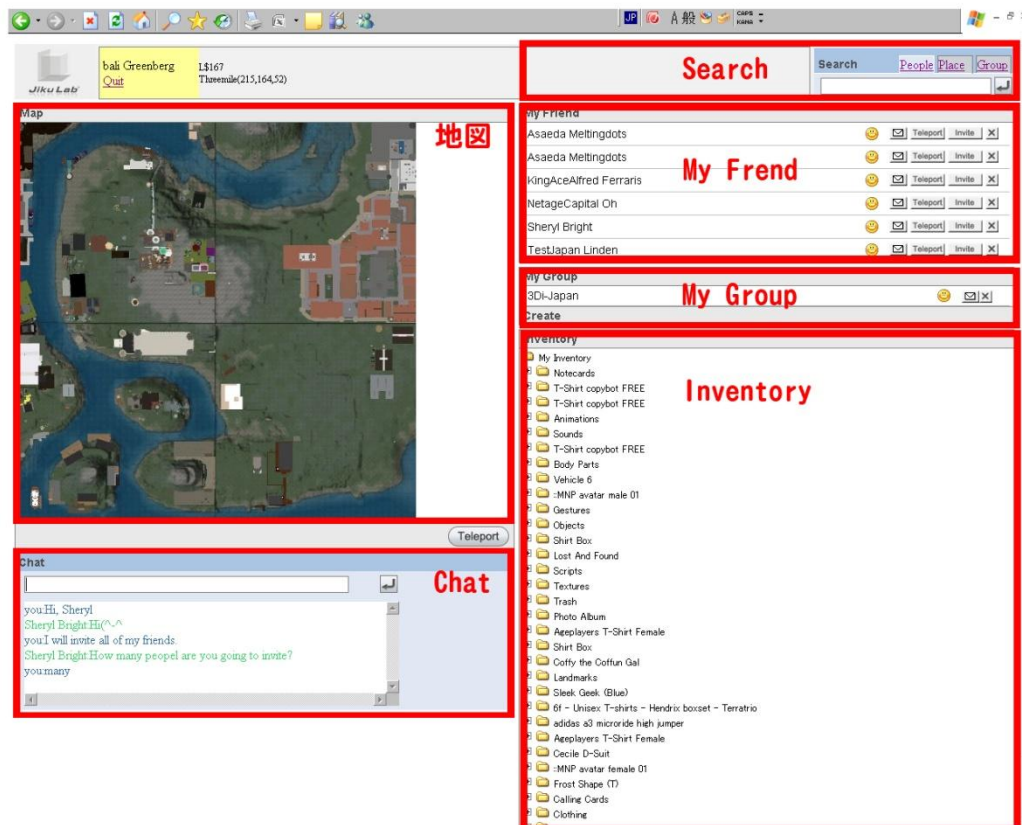 JP A 般 CAPS KANA
Jiku Lab
bali Greenberg
Quit
L$167
Threemile(215,164,52)
Search
Search People Place Group
Map
地図
My Friend
Asaeda Meltingdots Teleport Invite X
Asaeda Meltingdots Teleport Invite X
My Frend
KingAceAlfred Ferraris Teleport Invite X
NetageCapital Oh Teleport Invite X
Sheryl Bright Teleport Invite X
TestJapan Linden Teleport Invite X
My Group
3Di-Japan X
My Group
Create
Inventory
Inventory
My Inventory
Notecards
T-Shirt copybot FREE
T-Shirt copybot FREE
Animations
Sounds
T-Shirt copybot FREE
Body Parts
Vehicle 6
::MNP avatar male 01
Gestures
Objects
Shirt Box
Lost And Found
Scripts
Textures
Trash
Photo Album
Ageplayers T-Shirt Female
Shirt Box
Coffy the Coffun Gal
Landmarks
Sleek Geek (Blue)
6f - Unisex T-shirts - Hendrix boxset - Terratrio
adidas a3 microride high jumper
Ageplayers T-Shirt Female
Cecile D-Suit
::MNP avatar female 01
Frost Shape (T)
Calling Cards
Clothing
Teleport
Chat
Chat
you:Hi, Sheryl
Sheryl Bright:Hi(^-^
you:I will invite all of my friends.
Sheryl Bright:How many peopel are you going to invite?
you:many